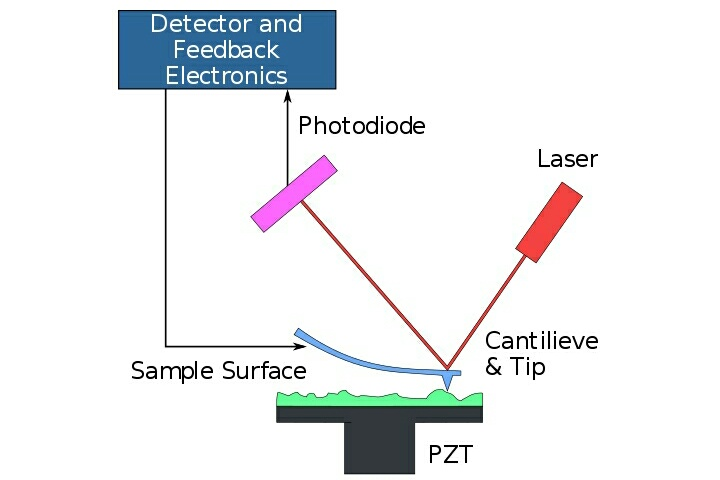 Detector and
Feedback
Electronics
Photodiode
Laser
Cantilieve
& Tip
Sample Surface
PZT